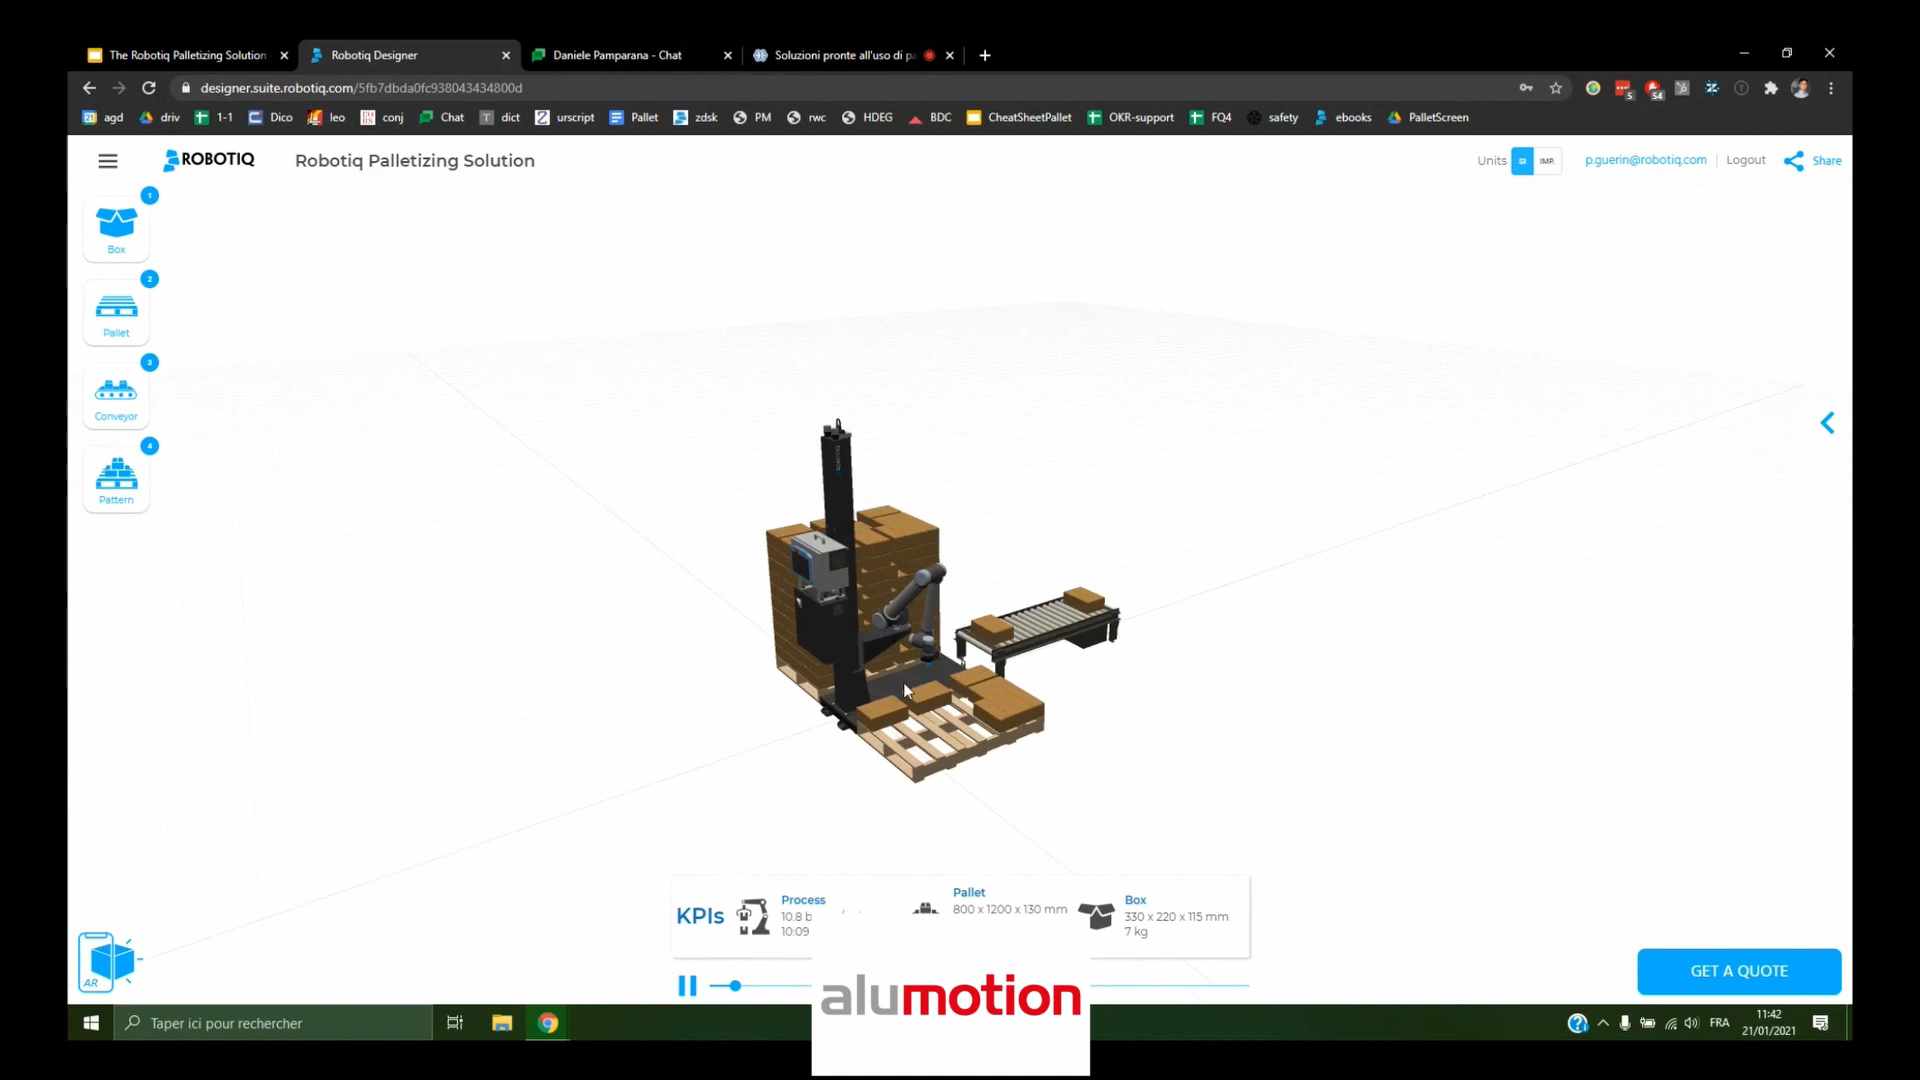 The Robotiq Palletizing Solution
Robotiq Designer
Daniele Pamparana - Chat
Soluzioni pronte all'uso di pa
designer.suite.robotiq.com/5fb7dbda0fc938043434800d
5
54
agd
driv
1-1
Dico
leo
conj
Chat
dict
urscript
Pallet
zdsk
PM
rwc
HDEG
BDC
CheatSheetPallet
OKR-support
FQ4
safety
ebooks
PalletScreen
ROBOTIQ
Robotiq Palletizing Solution
Units
SI
IMP.
p.guerin@robotiq.com
Logout
Share
1
Box
2
Pallet
3
Conveyor
4
Pattern
KPIs
Process
10.8 b
10:09
Pallet
800 x 1200 x 130 mm
Box
330 x 220 x 115 mm
7 kg
AR
GET A QUOTE
alumotion
Taper ici pour rechercher
FRA
11:42
21/01/2021